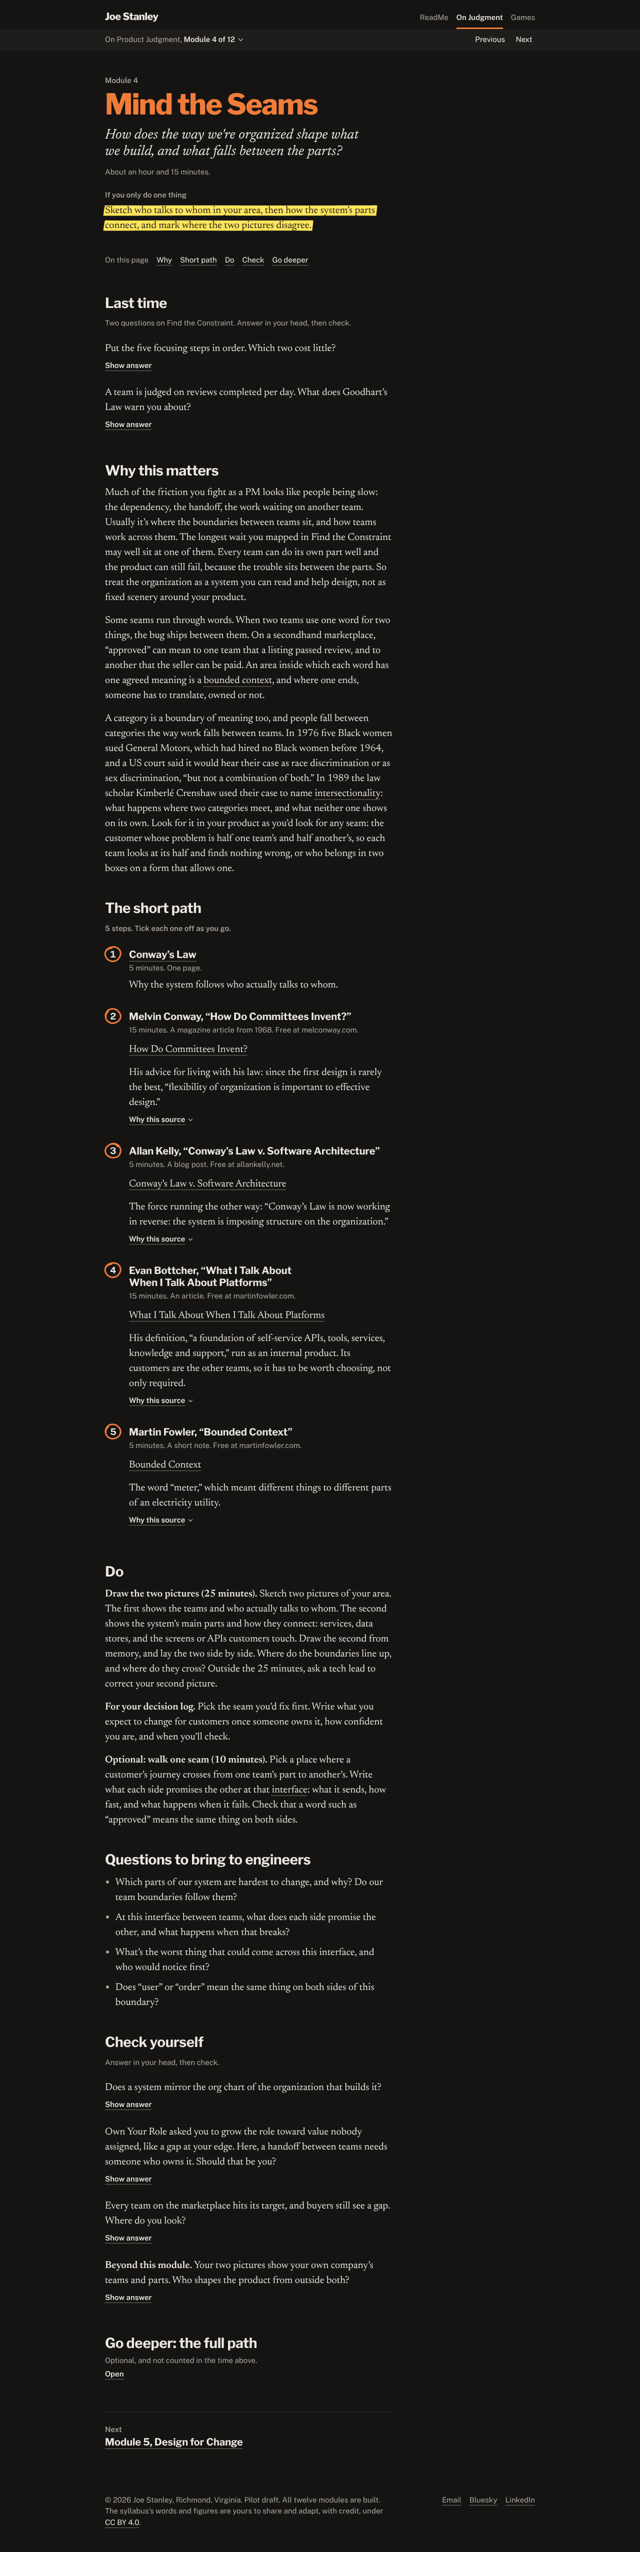 Joe Stanley
ReadMe On Judgment Games
On Product Judgment, Module 4 of 12
Previous Next
Module 4
Mind the Seams
How does the way we're organized shape what
we build, and what falls between the parts?
About an hour and 15 minutes.
If you only do one thing
Sketch who talks to whom in your area, then how the system's parts
connect, and mark where the two pictures disagree.
On this page Why Short path Do Check Go deeper
Last time
Two questions on Find the Constraint. Answer in your head, then check.
Put the five focusing steps in order. Which two cost little?
Show answer
A team is judged on reviews completed per day. What does Goodhart's
Law warn you about?
Show answer
Why this matters
Much of the friction you fight as a PM looks like people being slow:
the dependency, the handoff, the work waiting on another team.
Usually it's where the boundaries between teams sit, and how teams
work across them. The longest wait you mapped in Find the Constraint
may well sit at one of them. Every team can do its own part well and
the product can still fail, because the trouble sits between the parts. So
treat the organization as a system you can read and help design, not as
fixed scenery around your product.
Some seams run through words. When two teams use one word for two
things, the bug ships between them. On a secondhand marketplace,
“approved” can mean to one team that a listing passed review, and to
another that the seller can be paid. An area inside which each word has
one agreed meaning is a bounded context, and where one ends,
someone has to translate, owned or not.
A category is a boundary of meaning too, and people fall between
categories the way work falls between teams. In 1976 five Black women
sued General Motors, which had hired no Black women before 1964,
and a US court said it would hear their case as race discrimination or as
sex discrimination, “but not a combination of both.” In 1989 the law
scholar Kimberlé Crenshaw used their case to name intersectionality:
what happens where two categories meet, and what neither one shows
on its own. Look for it in your product as you'd look for any seam: the
customer whose problem is half one team's and half another's, so each
team looks at its half and finds nothing wrong, or who belongs in two
boxes on a form that allows one.
The short path
5 steps. Tick each one off as you go.
1 Conway's Law
5 minutes. One page.
Why the system follows who actually talks to whom.
2 Melvin Conway, “How Do Committees Invent?”
15 minutes. A magazine article from 1968. Free at melconway.com.
How Do Committees Invent?
His advice for living with his law: since the first design is rarely
the best, “flexibility of organization is important to effective
design.”
Why this source
3 Allan Kelly, “Conway's Law v. Software Architecture”
5 minutes. A blog post. Free at allankelly.net.
Conway's Law v. Software Architecture
The force running the other way: “Conway's Law is now working
in reverse: the system is imposing structure on the organization.”
Why this source
4 Evan Bottcher, “What I Talk About
When I Talk About Platforms”
15 minutes. An article. Free at martinfowler.com.
What I Talk About When I Talk About Platforms
His definition, “a foundation of self-service APIs, tools, services,
knowledge and support,” run as an internal product. Its
customers are the other teams, so it has to be worth choosing, not
only required.
Why this source
5 Martin Fowler, “Bounded Context”
5 minutes. A short note. Free at martinfowler.com.
Bounded Context
The word “meter,” which meant different things to different parts
of an electricity utility.
Why this source
Do
Draw the two pictures (25 minutes). Sketch two pictures of your area.
The first shows the teams and who actually talks to whom. The second
shows the system's main parts and how they connect: services, data
stores, and the screens or APIs customers touch. Draw the second from
memory, and lay the two side by side. Where do the boundaries line up,
and where do they cross? Outside the 25 minutes, ask a tech lead to
correct your second picture.
For your decision log. Pick the seam you'd fix first. Write what you
expect to change for customers once someone owns it, how confident
you are, and when you'll check.
Optional: walk one seam (10 minutes). Pick a place where a
customer's journey crosses from one team's part to another's. Write
what each side promises the other at that interface: what it sends, how
fast, and what happens when it fails. Check that a word such as
“approved” means the same thing on both sides.
Questions to bring to engineers
• Which parts of our system are hardest to change, and why? Do our
team boundaries follow them?
• At this interface between teams, what does each side promise the
other, and what happens when that breaks?
• What's the worst thing that could come across this interface, and
who would notice first?
• Does “user” or “order” mean the same thing on both sides of this
boundary?
Check yourself
Answer in your head, then check.
Does a system mirror the org chart of the organization that builds it?
Show answer
Own Your Role asked you to grow the role toward value nobody
assigned, like a gap at your edge. Here, a handoff between teams needs
someone who owns it. Should that be you?
Show answer
Every team on the marketplace hits its target, and buyers still see a gap.
Where do you look?
Show answer
Beyond this module. Your two pictures show your own company's
teams and parts. Who shapes the product from outside both?
Show answer
Go deeper: the full path
Optional, and not counted in the time above.
Open
Next
Module 5, Design for Change
© 2026 Joe Stanley, Richmond, Virginia. Pilot draft. All twelve modules are built.
The syllabus's words and figures are yours to share and adapt, with credit, under
CC BY 4.0.
Email Bluesky LinkedIn